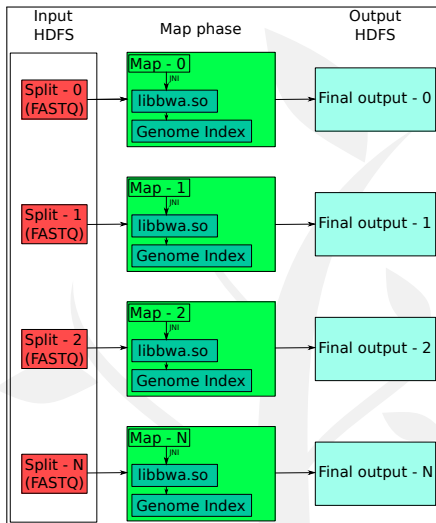 Input
HDFS
Map phase
Output
HDFS
Split - 0
(FASTQ)
Map - 0
JNI
libbwa.so
Genome Index
Final output - 0
Split - 1
(FASTQ)
Map - 1
JNI
libbwa.so
Genome Index
Final output - 1
Split - 2
(FASTQ)
Map - 2
JNI
libbwa.so
Genome Index
Final output - 2
Split - N
(FASTQ)
Map - N
JNI
libbwa.so
Genome Index
Final output - N